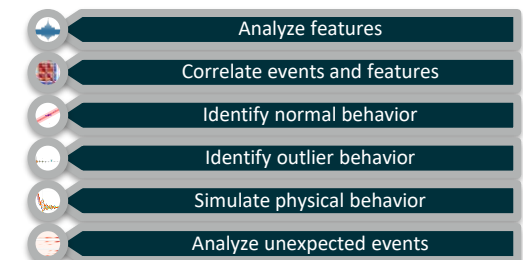 Analyze features
Correlate events and features
Identify normal behavior
Identify outlier behavior
Simulate physical behavior
Analyze unexpected events